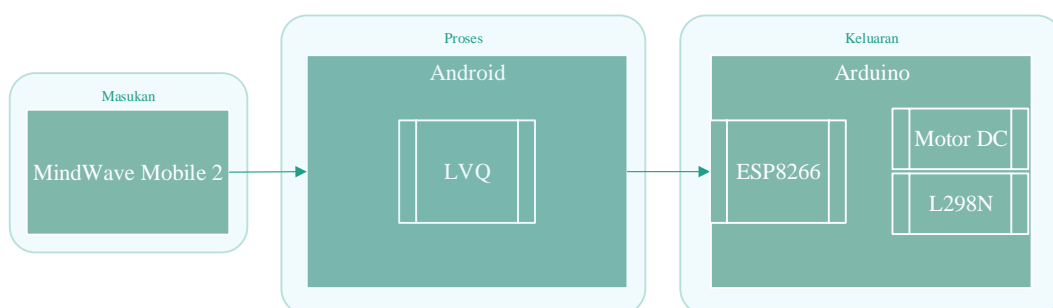 Masukan
MindWave Mobile 2
Proses
Android
LVQ
Keluaran
Arduino
ESP8266
Motor DC
L298N